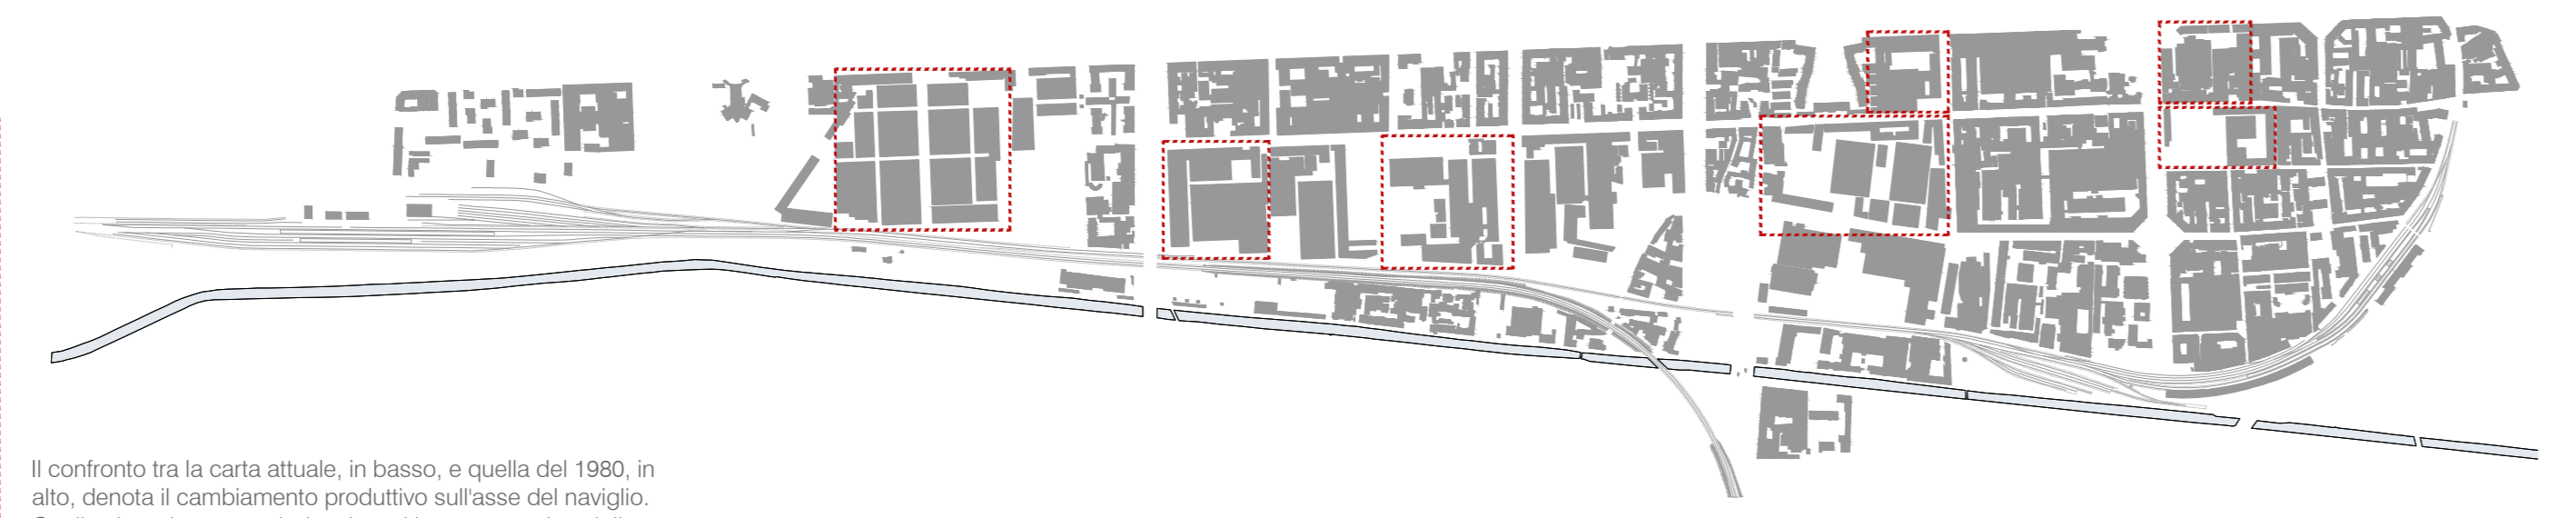 Il confronto tra la carta attuale, in basso, e quella del 1980, in
alto, denota il cambiamento produttivo sull'asse del naviglio.